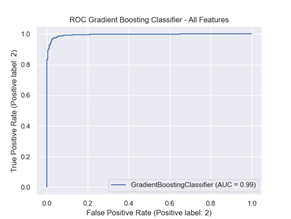 ROC Gradient Boosting Classifier - All Features
True Positive Rate (Positive label: 2)
1.0
0.8
0.6
0.4
0.2
0.0
GradientBoostingClassifier (AUC = 0.99)
0.0 0.2 0.4 0.6 0.8 1.0
False Positive Rate (Positive label: 2)